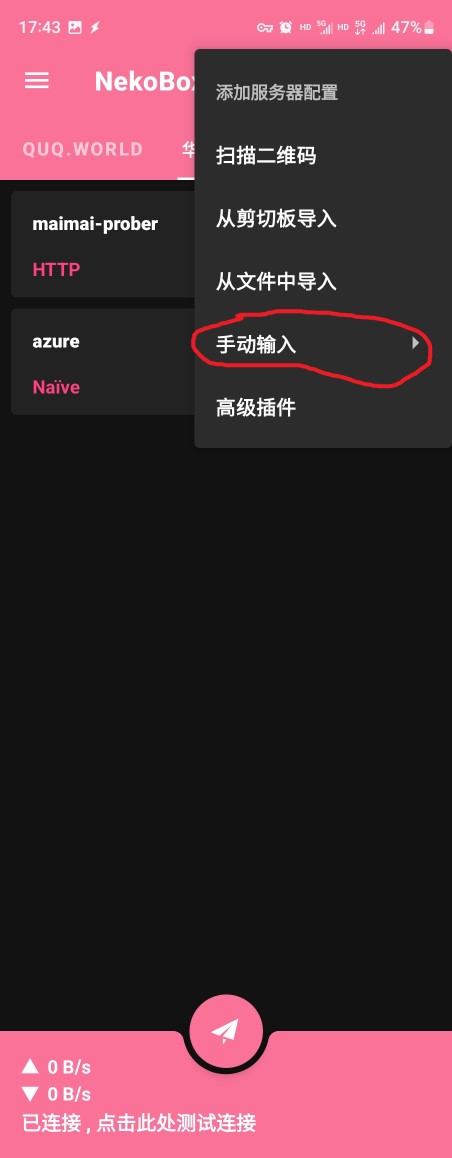 17:43 HD 5G HD 5G 47%
NekoBox
添加服务器配置
QUQ.WORLD
扫描二维码
maimai-prober
从剪切板导入
HTTP
从文件中导入
azure
手动输入
Naïve
高级插件
0 B/s
0 B/s
已连接，点击此处测试连接